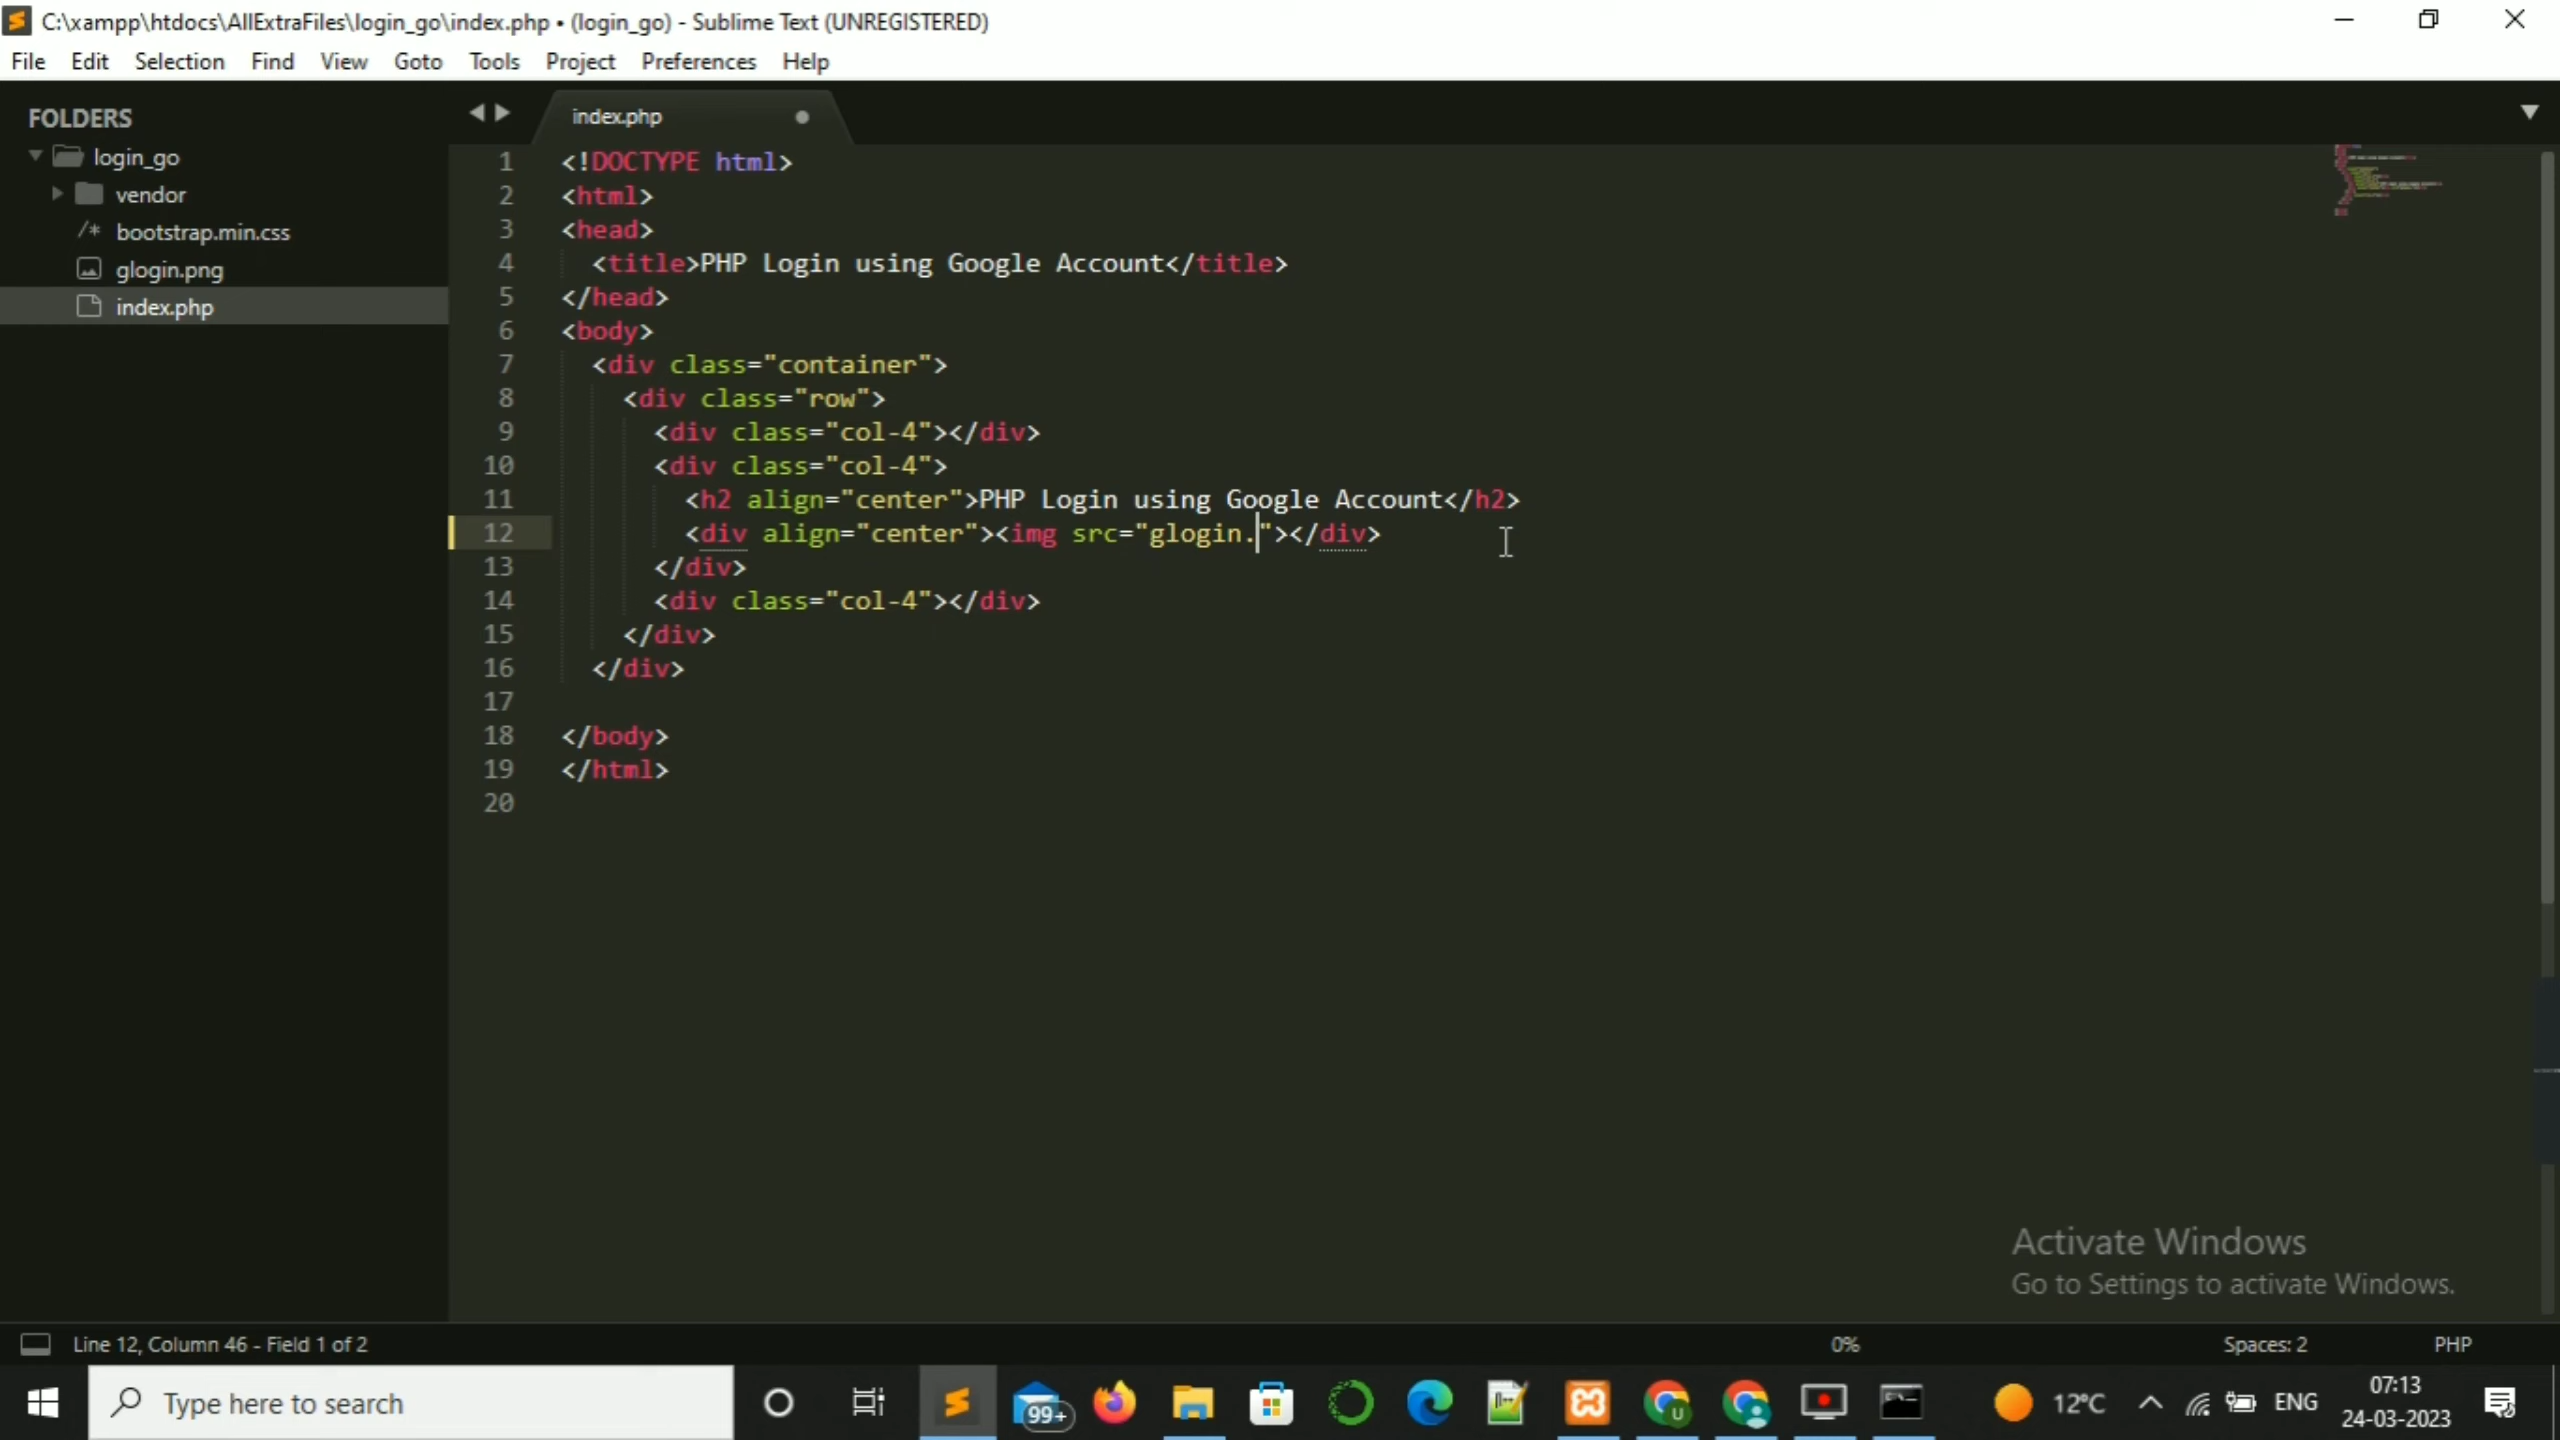 C:\xampp\htdocs\AllExtraFiles\login_go\index.php • (login_go) - Sublime Text (UNREGISTERED)
File Edit Selection Find View Goto Tools Project Preferences Help
FOLDERS
login_go
vendor
/* bootstrap.min.css
glogin.png
index.php
index.php
1 <!DOCTYPE html>
2 <html>
3 <head>
4 <title>PHP Login using Google Account</title>
5 </head>
6 <body>
7 <div class="container">
8 <div class="row">
9 <div class="col-4"></div>
10 <div class="col-4">
11 <h2 align="center">PHP Login using Google Account</h2>
12 <div align="center"><img src="glogin."></div>
13 </div>
14 <div class="col-4"></div>
15 </div>
16 </div>
17
18 </body>
19 </html>
20
Activate Windows
Go to Settings to activate Windows.
Line 12, Column 46 - Field 1 of 2 0% Spaces: 2 PHP
Type here to search
99+
U
12°C
ENG
07:13
24-03-2023